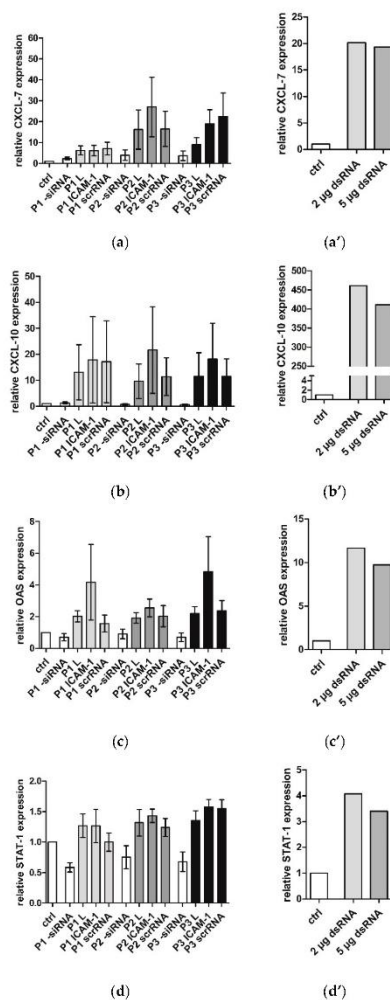 relative CXCL-7 expression
60
50
40
30
20
10
0
ctrl
P1 -siRNA
P1 L
P1 ICAM-1
P1 scrRNA
P2 -siRNA
P2 L
P2 ICAM-1
P2 scrRNA
P3 -siRNA
P3 L
P3 ICAM-1
P3 scrRNA
(a)
relative CXCL-7 expression
25
20
15
10
5
0
ctrl
2 µg dsRNA
5 µg dsRNA
(a′)
relative CXCL-10 expression
50
40
30
20
10
0
ctrl
P1 -siRNA
P1 L
P1 ICAM-1
P1 scrRNA
P2 -siRNA
P2 L
P2 ICAM-1
P2 scrRNA
P3 -siRNA
P3 L
P3 ICAM-1
P3 scrRNA
(b)
relative CXCL-10 expression
500
450
400
350
300
250
4
2
0
ctrl
2 µg dsRNA
5 µg dsRNA
(b′)
relative OAS expression
8
6
4
2
0
ctrl
P1 -siRNA
P1 L
P1 ICAM-1
P1 scrRNA
P2 -siRNA
P2 L
P2 ICAM-1
P2 scrRNA
P3 -siRNA
P3 L
P3 ICAM-1
P3 scrRNA
(c)
relative OAS expression
15
10
5
0
ctrl
2 µg dsRNA
5 µg dsRNA
(c′)
relative STAT-1 expression
2.0
1.5
1.0
0.5
0.0
ctrl
P1 -siRNA
P1 L
P1 ICAM-1
P1 scrRNA
P2 -siRNA
P2 L
P2 ICAM-1
P2 scrRNA
P3 -siRNA
P3 L
P3 ICAM-1
P3 scrRNA
(d)
relative STAT-1 expression
5
4
3
2
1
0
ctrl
2 µg dsRNA
5 µg dsRNA
(d′)